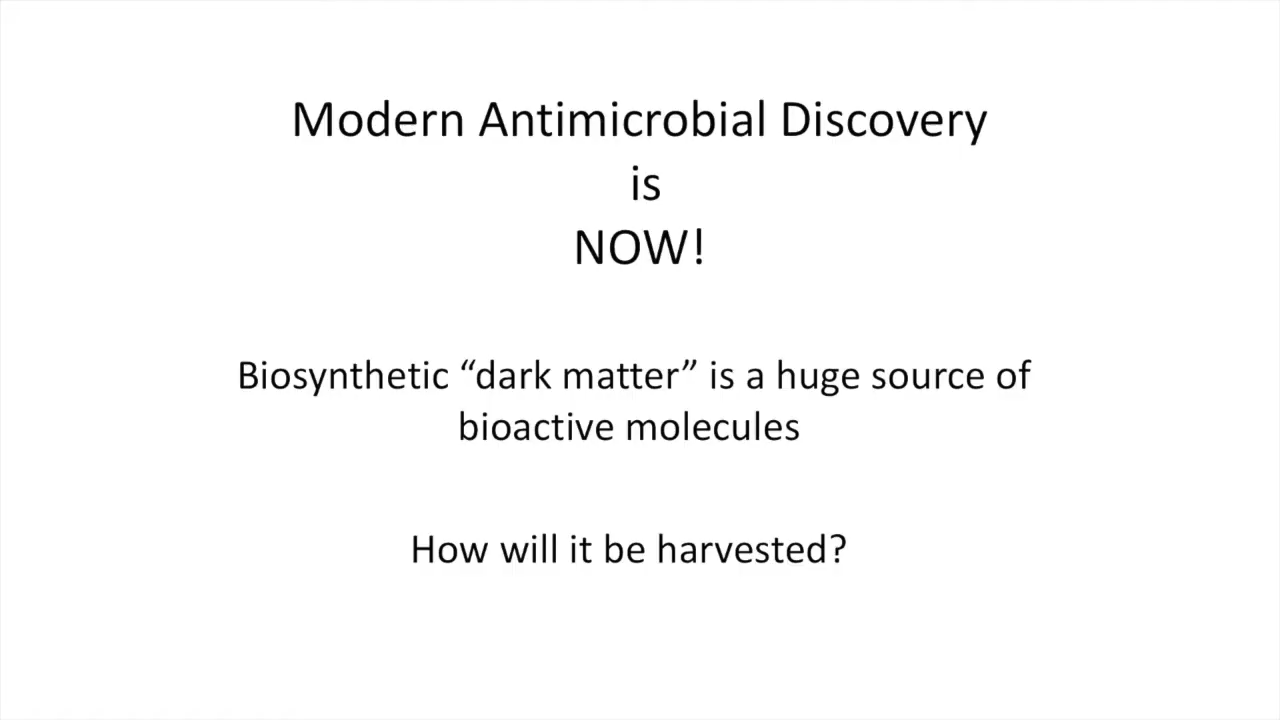 Modern Antimicrobial Discovery
is
NOW!
Biosynthetic “dark matter” is a huge source of
bioactive molecules
How will it be harvested?